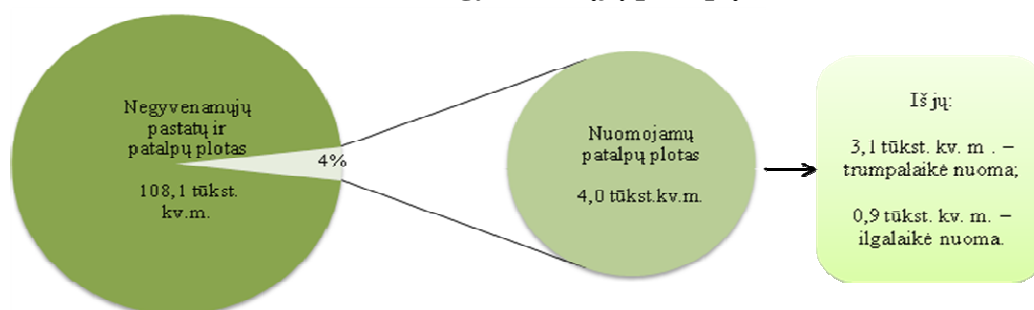 Negyvenamųjų
pastatų ir
patalpų plotas
108,1 tūkst.
kv.m.
4%
Nuomojamų
patalpų plotas
4,0 tūkst.kv.m.
Iš jų:
3,1 tūkst. kv. m . –
trumpalaikė nuoma;
0,9 tūkst. kv. m. –
ilgalaikė nuoma.